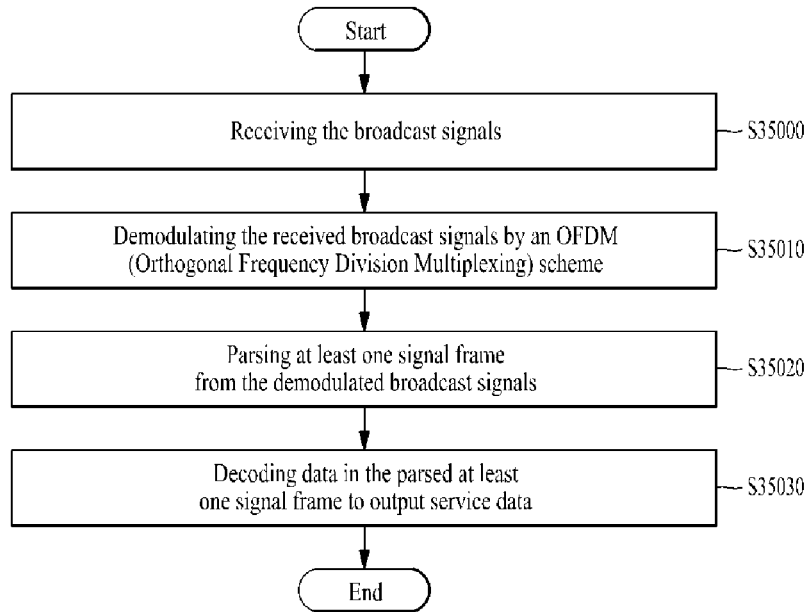 Start
Receiving the broadcast signals
S35000
Demodulating the received broadcast signals by an OFDM
(Orthogonal Frequency Division Multiplexing) scheme
S35010
Parsing at least one signal frame
from the demodulated broadcast signals
S35020
Decoding data in the parsed at least
one signal frame to output service data
S35030
End